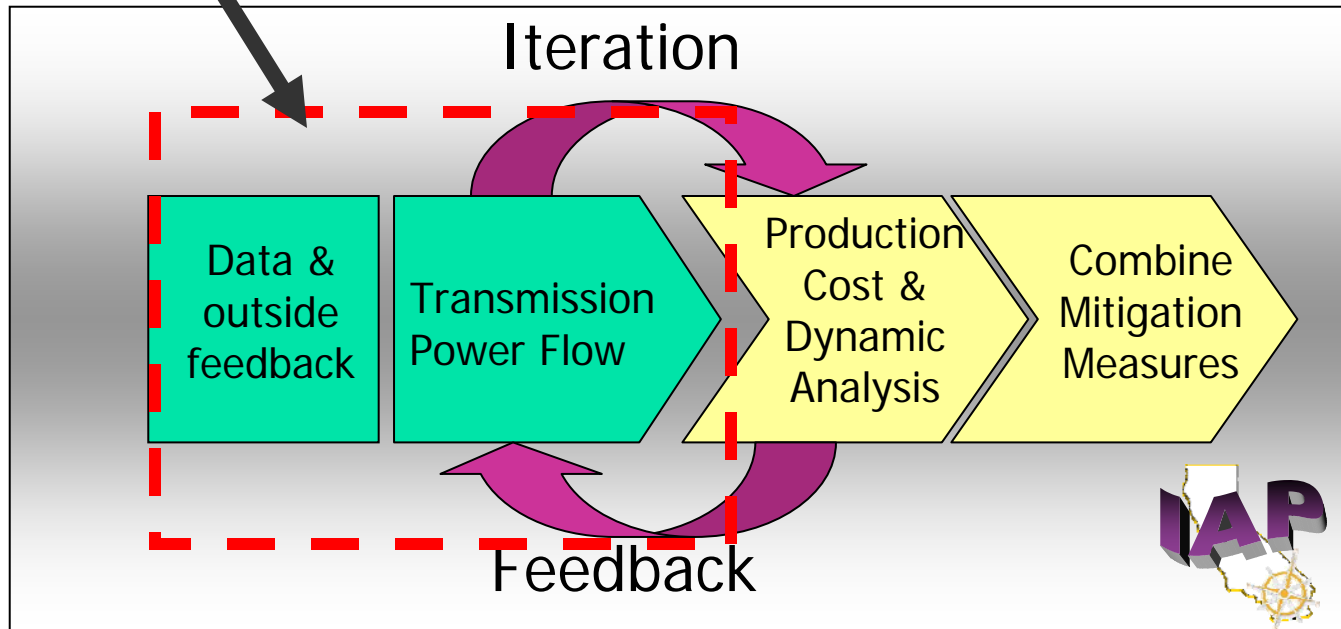 Iteration
Data &
outside
feedback
Transmission
Power Flow
Production
Cost &
Dynamic
Analysis
Combine
Mitigation
Measures
Feedback
IAP